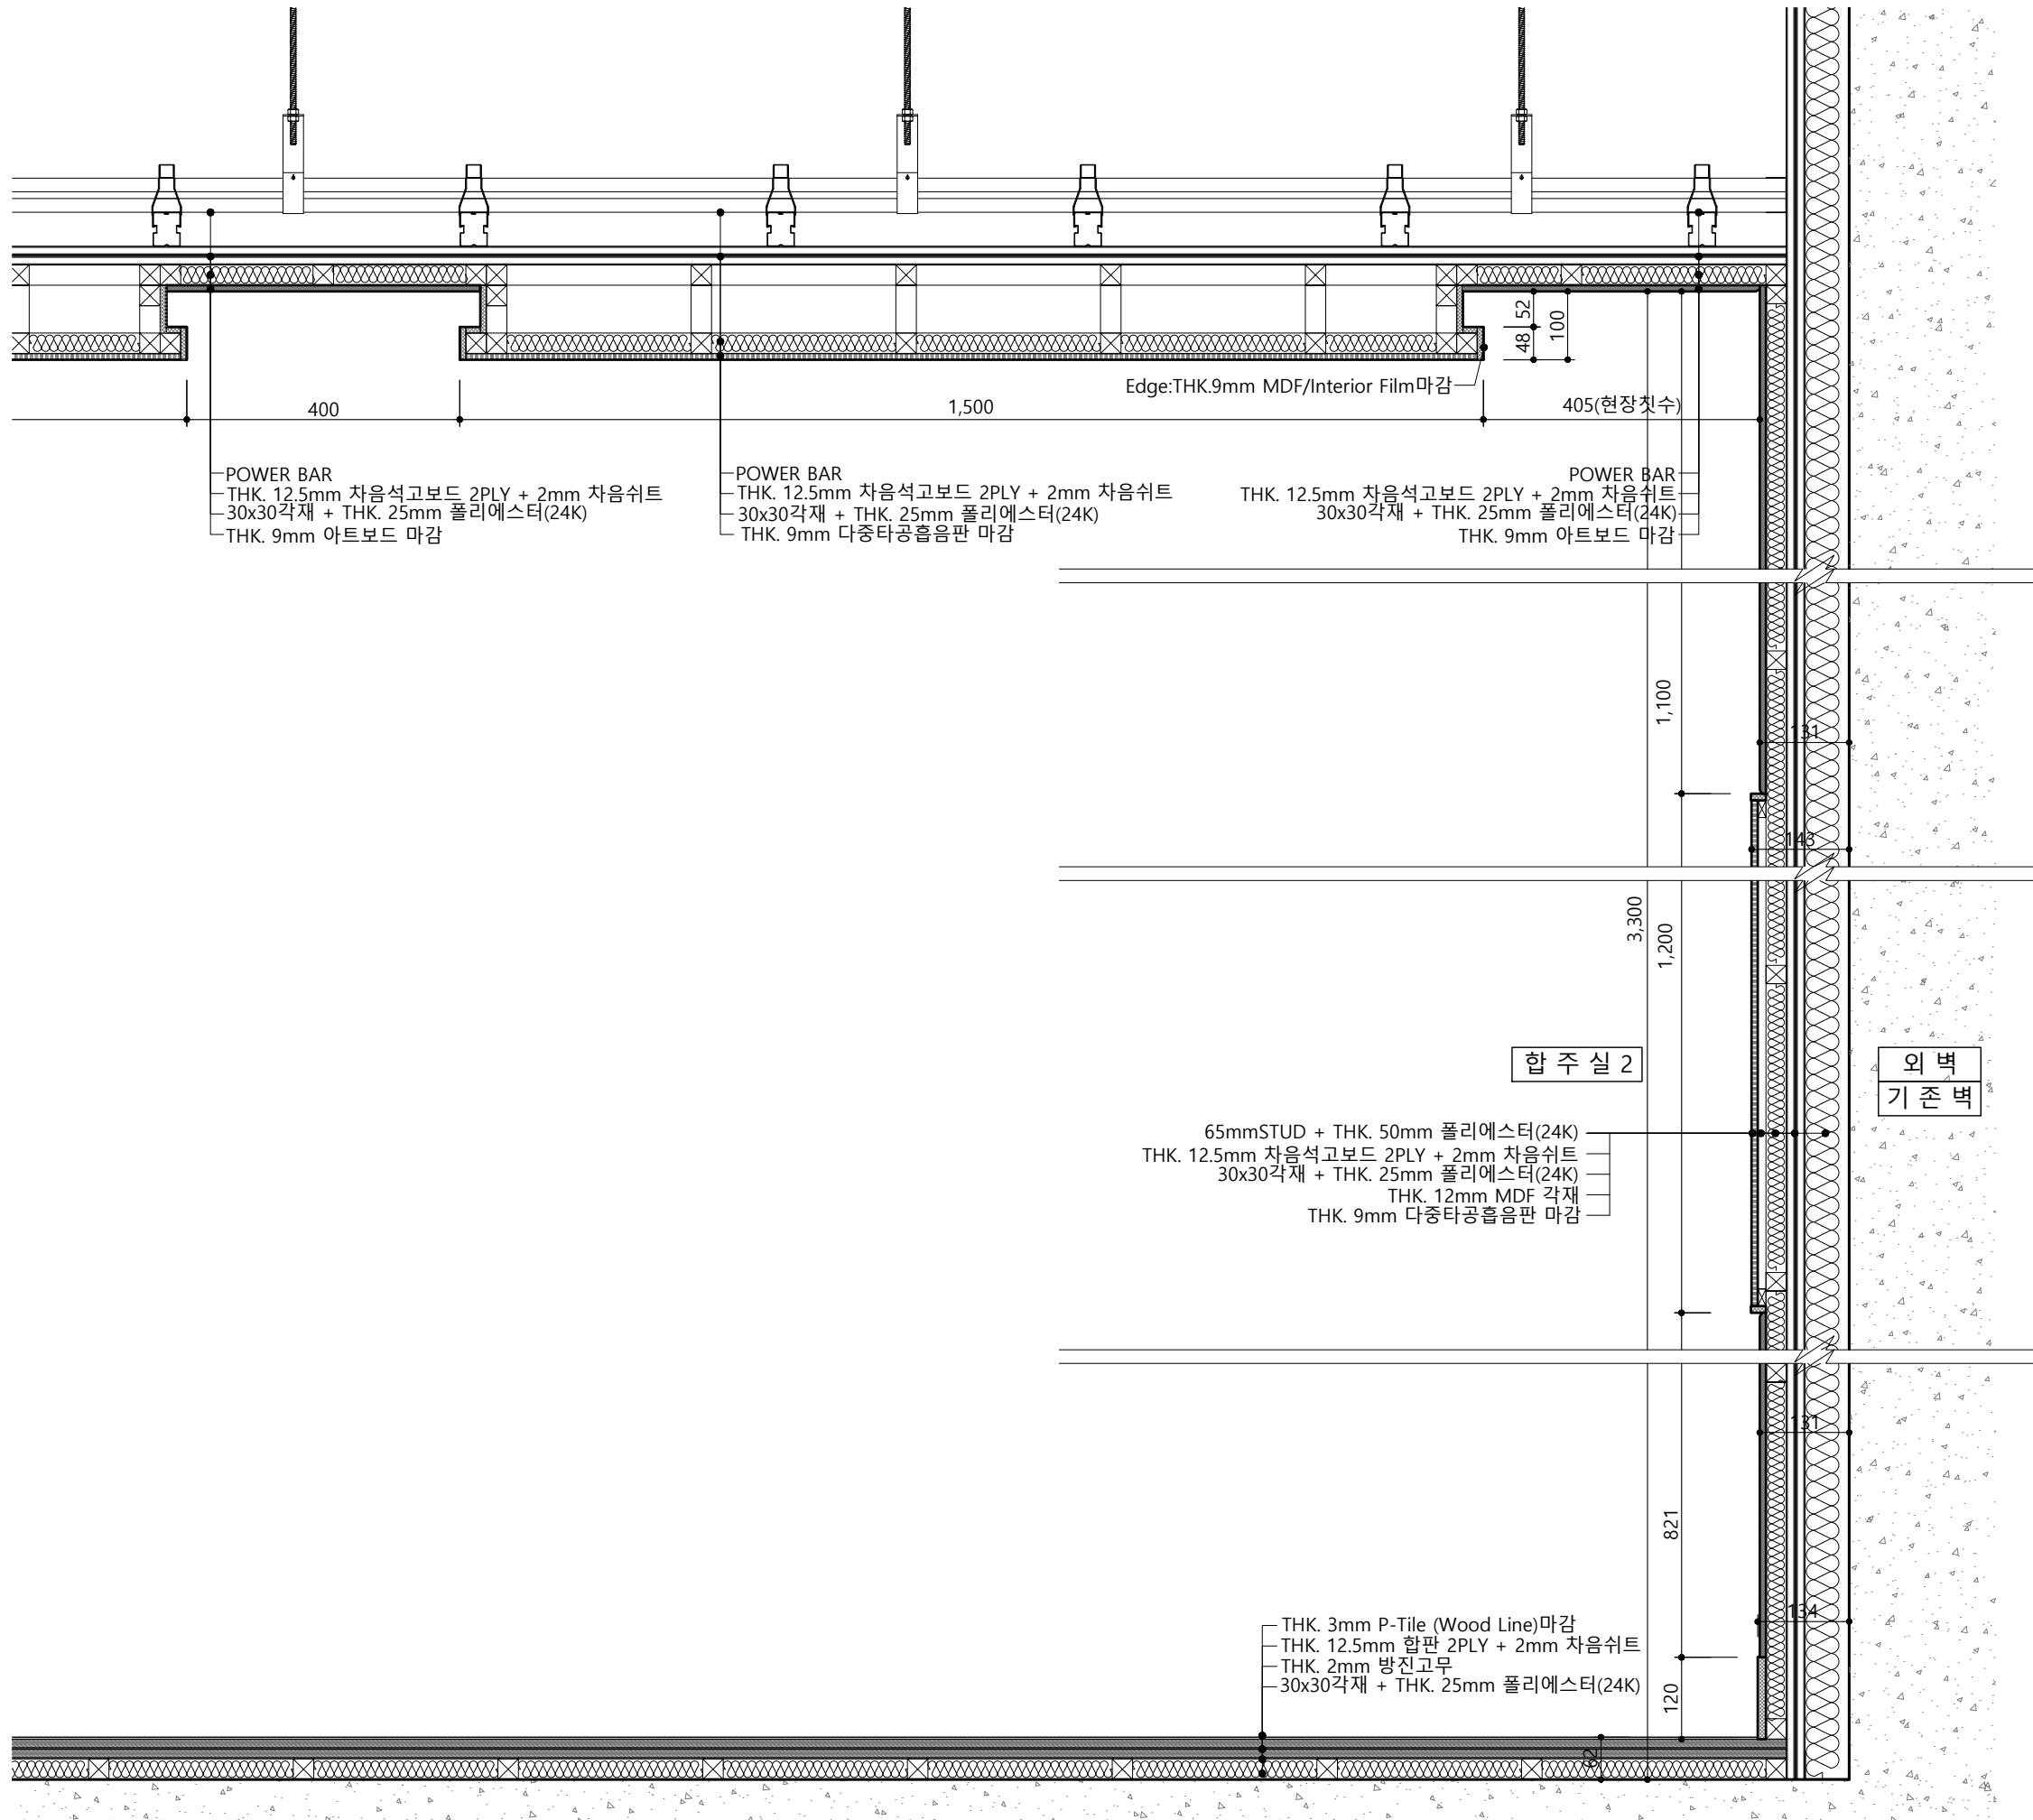 52
48
100
Edge:THK.9mm MDF/Interior Film마감
400
1,500
405(현장칫수)
POWER BAR
THK. 12.5mm 차음석고보드 2PLY + 2mm 차음쉬트
30x30각재 + THK. 25mm 폴리에스터(24K)
THK. 9mm 아트보드 마감
POWER BAR
THK. 12.5mm 차음석고보드 2PLY + 2mm 차음쉬트
30x30각재 + THK. 25mm 폴리에스터(24K)
THK. 9mm 다중타공흡음판 마감
POWER BAR
THK. 12.5mm 차음석고보드 2PLY + 2mm 차음쉬트
30x30각재 + THK. 25mm 폴리에스터(24K)
THK. 9mm 아트보드 마감
1,100
131
143
3,300
1,200
합 주 실 2
외 벽
기 존 벽
65mmSTUD + THK. 50mm 폴리에스터(24K)
THK. 12.5mm 차음석고보드 2PLY + 2mm 차음쉬트
30x30각재 + THK. 25mm 폴리에스터(24K)
THK. 12mm MDF 각재
THK. 9mm 다중타공흡음판 마감
131
821
134
THK. 3mm P-Tile (Wood Line)마감
THK. 12.5mm 합판 2PLY + 2mm 차음쉬트
THK. 2mm 방진고무
30x30각재 + THK. 25mm 폴리에스터(24K)
120
62